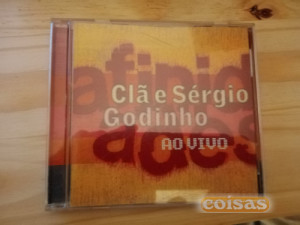 afinid
Clã e Sérgio
Godinho
ades
AO VIVO
coisas